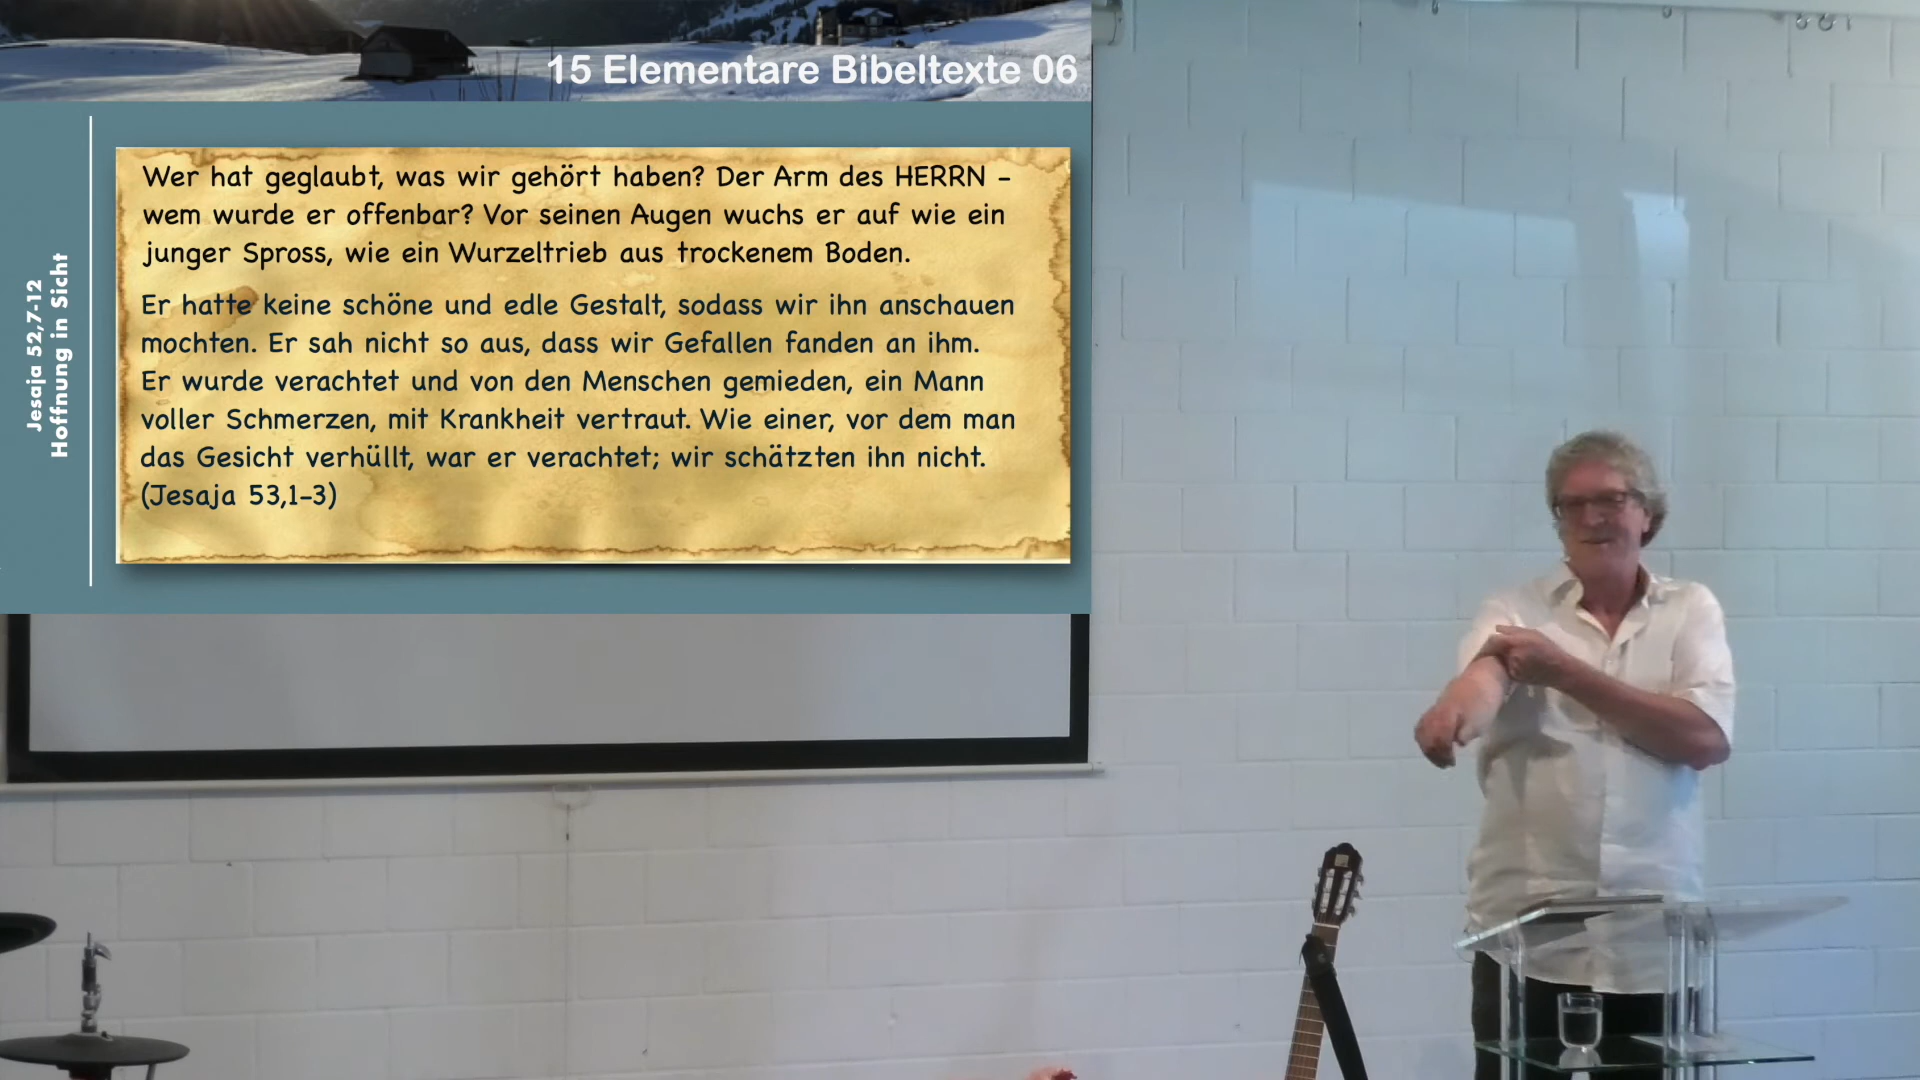 15 Elementare Bibeltexte 06
Jesaja 52,7-12
Hoffnung in Sicht
Wer hat geglaubt, was wir gehört haben? Der Arm des HERRN –
wem wurde er offenbar? Vor seinen Augen wuchs er auf wie ein
junger Spross, wie ein Wurzeltrieb aus trockenem Boden.
Er hatte keine schöne und edle Gestalt, sodass wir ihn anschauen
mochten. Er sah nicht so aus, dass wir Gefallen fanden an ihm.
Er wurde verachtet und von den Menschen gemieden, ein Mann
voller Schmerzen, mit Krankheit vertraut. Wie einer, vor dem man
das Gesicht verhüllt, war er verachtet; wir schätzten ihn nicht.
(Jesaja 53,1–3)